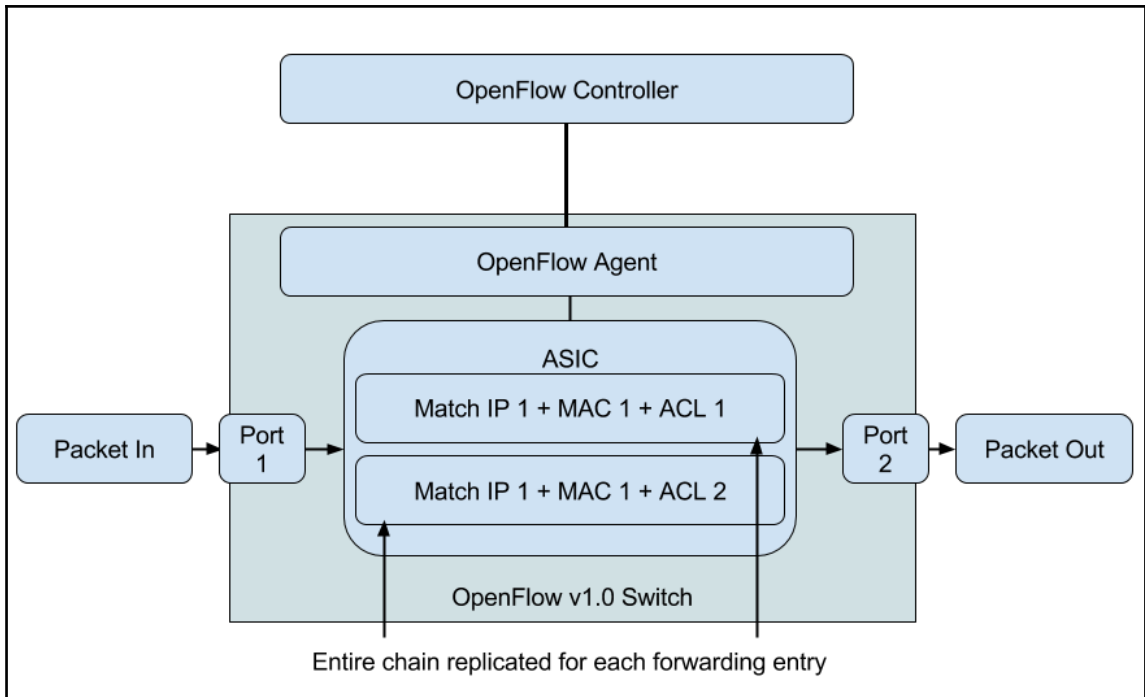 OpenFlow Controller
OpenFlow Agent
ASIC
Match IP 1 + MAC 1 + ACL 1
Packet In
Port
1
Port
2
Packet Out
Match IP 1 + MAC 1 + ACL 2
OpenFlow v1.0 Switch
Entire chain replicated for each forwarding entry